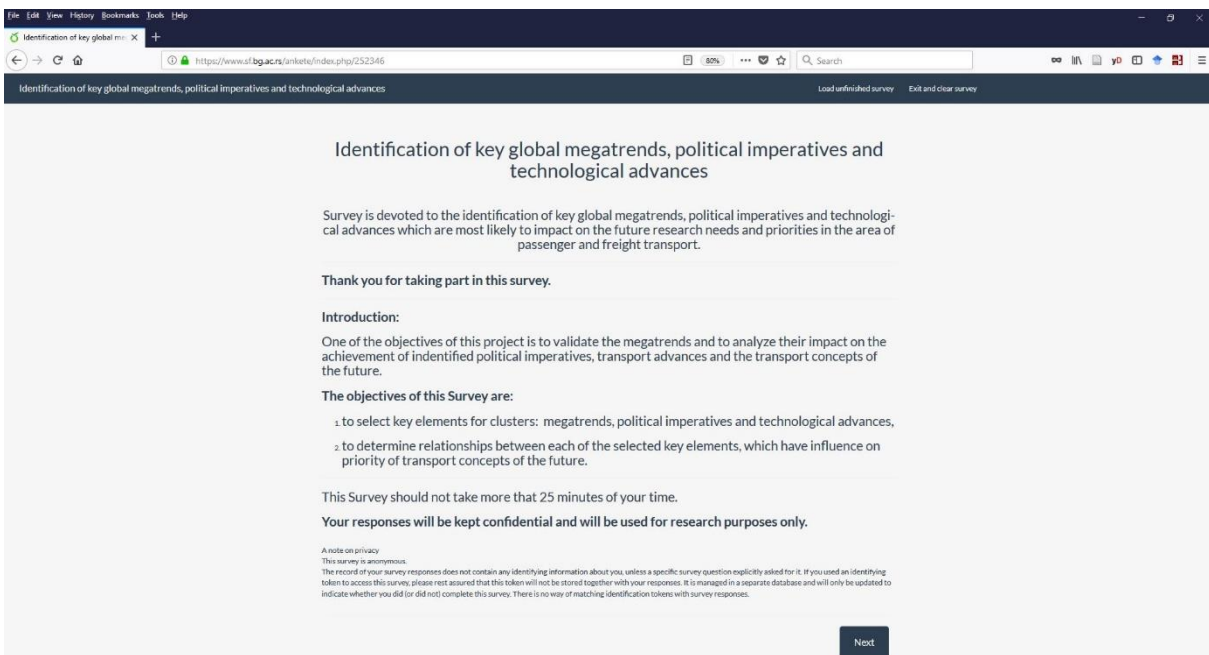 File Edit View History Bookmarks Tools Help
Identification of key global me
https://www.sf.bg.ac.rs/ankete/index.php/252346
80%
Search
Identification of key global megatrends, political imperatives and technological advances
Load unfinished survey Exit and clear survey
Identification of key global megatrends, political imperatives and
technological advances
Survey is devoted to the identification of key global megatrends, political imperatives and technologi-
cal advances which are most likely to impact on the future research needs and priorities in the area of
passenger and freight transport.
Thank you for taking part in this survey.
Introduction:
One of the objectives of this project is to validate the megatrends and to analyze their impact on the
achievement of indentified political imperatives, transport advances and the transport concepts of
the future.
The objectives of this Survey are:
1. to select key elements for clusters: megatrends, political imperatives and technological advances,
2. to determine relationships between each of the selected key elements, which have influence on
priority of transport concepts of the future.
This Survey should not take more that 25 minutes of your time.
Your responses will be kept confidential and will be used for research purposes only.
A note on privacy
This survey is anonymous.
The record of your survey responses does not contain any identifying information about you, unless a specific survey question explicitly asked for it. If you used an identifying
token to access this survey, please rest assured that this token will not be stored together with your responses. It is managed in a separate database and will only be updated to
indicate whether you did (or did not) complete this survey. There is no way of matching identification tokens with survey responses.
Next